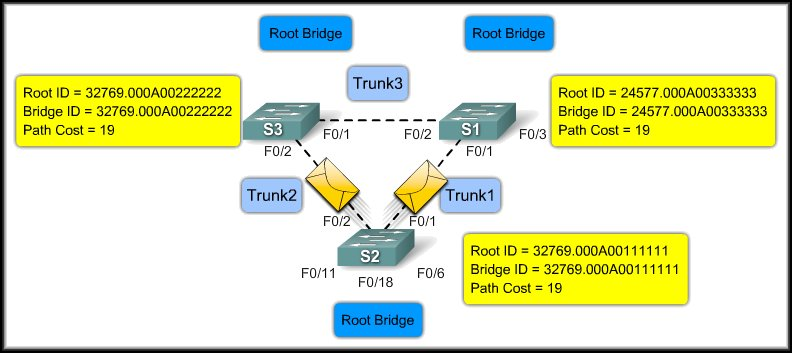 Root Bridge
Root Bridge
Trunk3
Root ID = 32769.000A00222222
Bridge ID = 32769.000A00222222
Path Cost = 19
Root ID = 24577.000A00333333
Bridge ID = 24577.000A00333333
Path Cost = 19
S3
F0/1
F0/2
S1
F0/3
F0/2
F0/1
Trunk2
Trunk1
F0/2
F0/1
S2
F0/11
F0/18
F0/6
Root ID = 32769.000A00111111
Bridge ID = 32769.000A00111111
Path Cost = 19
Root Bridge